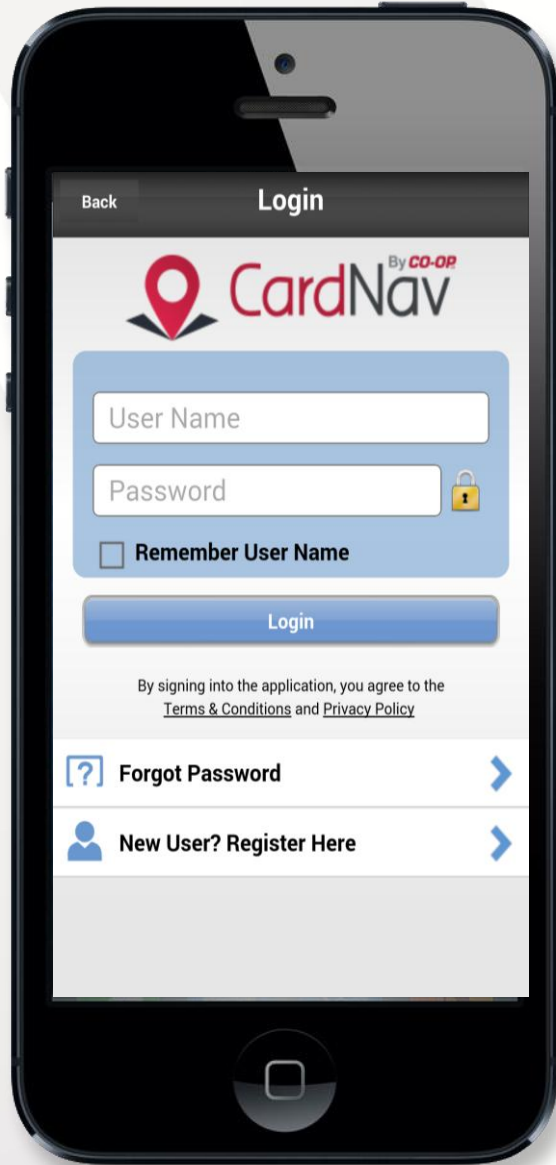 Back
Login
By CO-OP
CardNav
User Name
Password
Remember User Name
Login
By signing into the application, you agree to the
Terms & Conditions and Privacy Policy
[?] Forgot Password
New User? Register Here